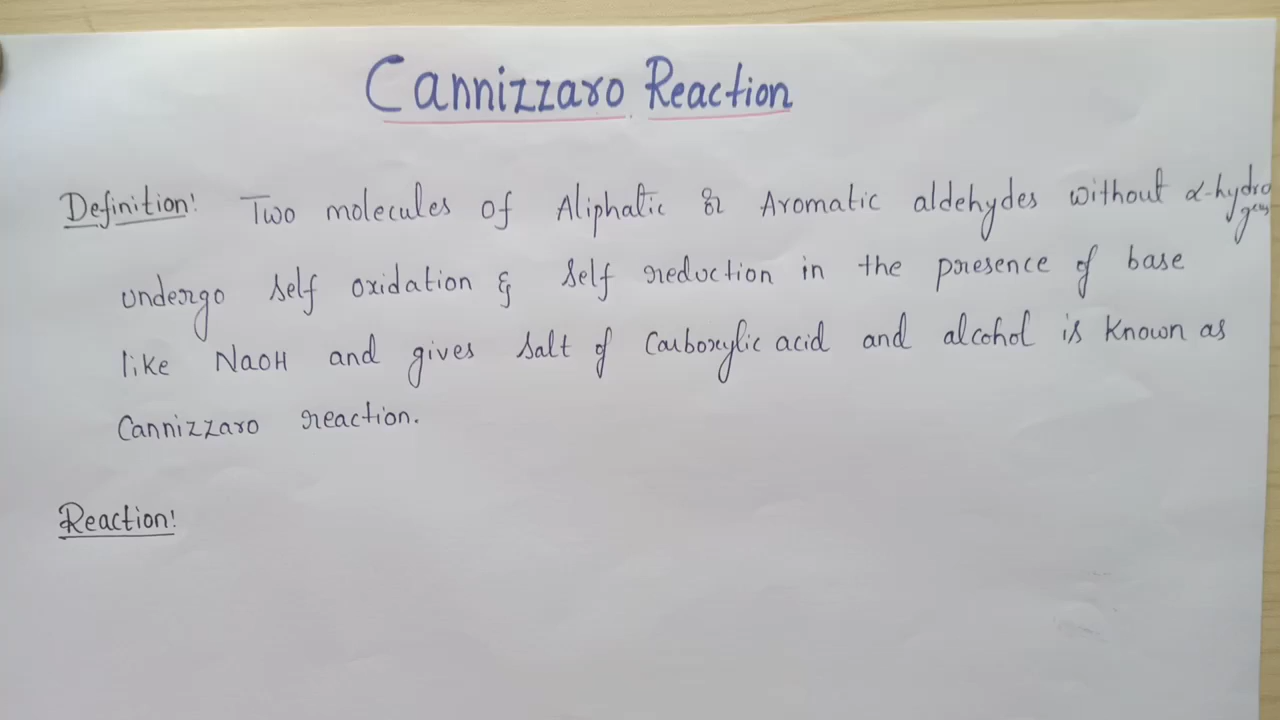 Cannizzaro Reaction
Definition: Two molecules of Aliphatic & Aromatic aldehydes without α-hydrogens
undergo self oxidation & self reduction in the presence of base
like NaOH and gives salt of Carboxylic acid and alcohol is known as
Cannizzaro reaction.
Reaction: